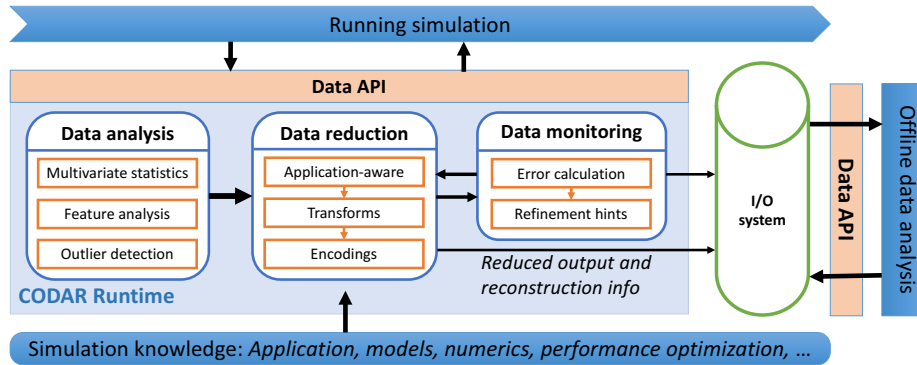 Running simulation
Data API
Data analysis
Multivariate statistics
Feature analysis
Outlier detection
Data reduction
Application-aware
Transforms
Encodings
Data monitoring
Error calculation
Refinement hints
Reduced output and
reconstruction info
CODAR Runtime
I/O
system
Data API
Offline data analysis
Simulation knowledge: Application, models, numerics, performance optimization, …